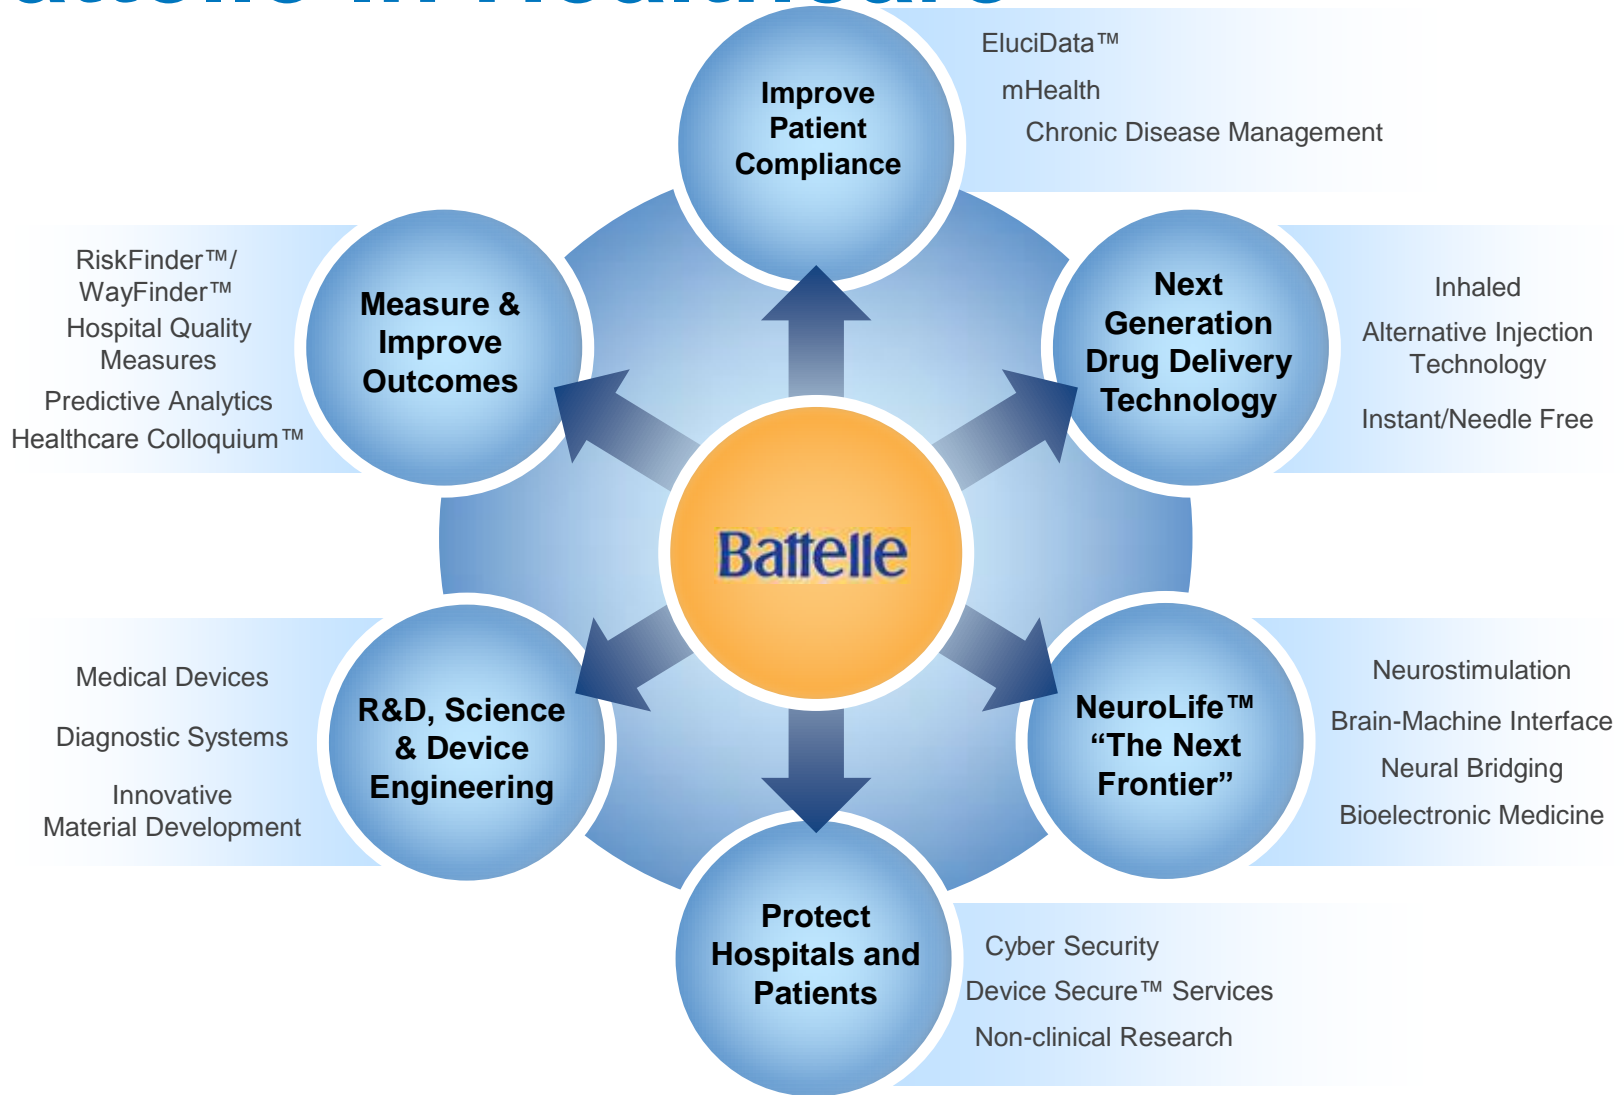 Improve
Patient
Compliance
EluciData™
mHealth
Chronic Disease Management
Next
Generation
Drug Delivery
Technology
Inhaled
Alternative Injection
Technology
Instant/Needle Free
NeuroLife™
“The Next
Frontier”
Neurostimulation
Brain-Machine Interface
Neural Bridging
Bioelectronic Medicine
Protect
Hospitals and
Patients
Cyber Security
Device Secure™ Services
Non-clinical Research
R&D, Science
& Device
Engineering
Medical Devices
Diagnostic Systems
Innovative
Material Development
Measure &
Improve
Outcomes
RiskFinder™/
WayFinder™
Hospital Quality
Measures
Predictive Analytics
Healthcare Colloquium™
Battelle